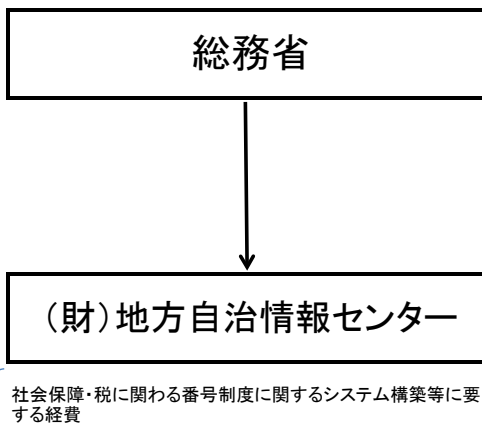 総務省
（財）地方自治情報センター
社会保障・税に関わる番号制度に関するシステム構築等に要
する経費